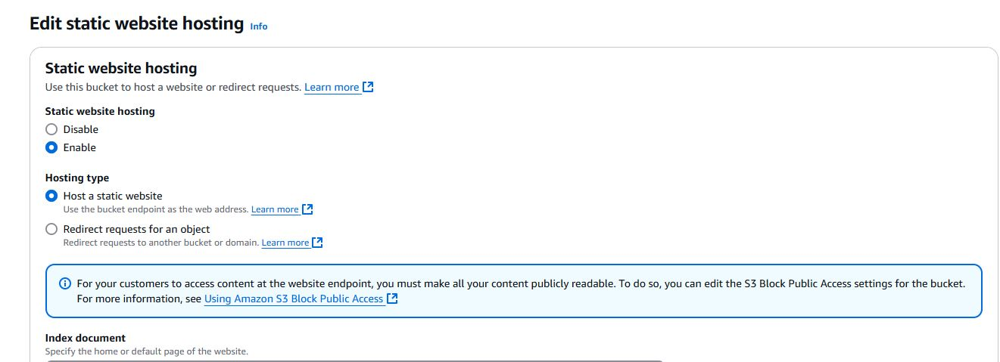 Edit static website hosting Info
Static website hosting
Use this bucket to host a website or redirect requests. Learn more
Static website hosting
Disable
Enable
Hosting type
Host a static website
Use the bucket endpoint as the web address. Learn more
Redirect requests for an object
Redirect requests to another bucket or domain. Learn more
For your customers to access content at the website endpoint, you must make all your content publicly readable. To do so, you can edit the S3 Block Public Access settings for the bucket.
For more information, see Using Amazon S3 Block Public Access
Index document
Specify the home or default page of the website.